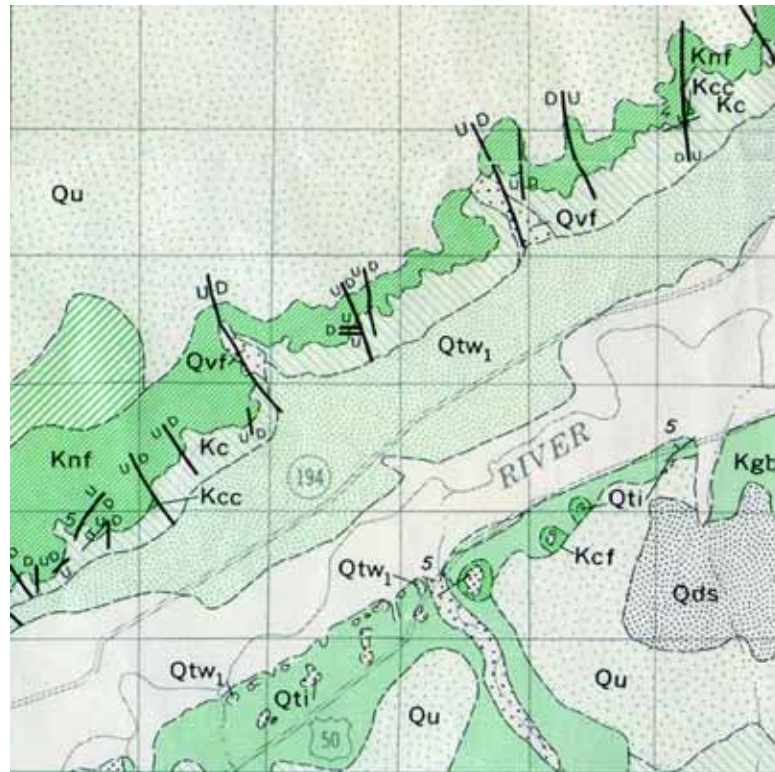 Knf
Kcc
Kc
D U
U D
Qu
U D
D U
Qvf
U D
U D
U D
D
U
Qtw1
Qvf
5
RIVER
Knf
U D
Kc
U D
Kgb
U D
194
Qti
Kcc
5
Kcf
Qtw1
5
Qds
Qtw1
Qti
Qu
Qu
50